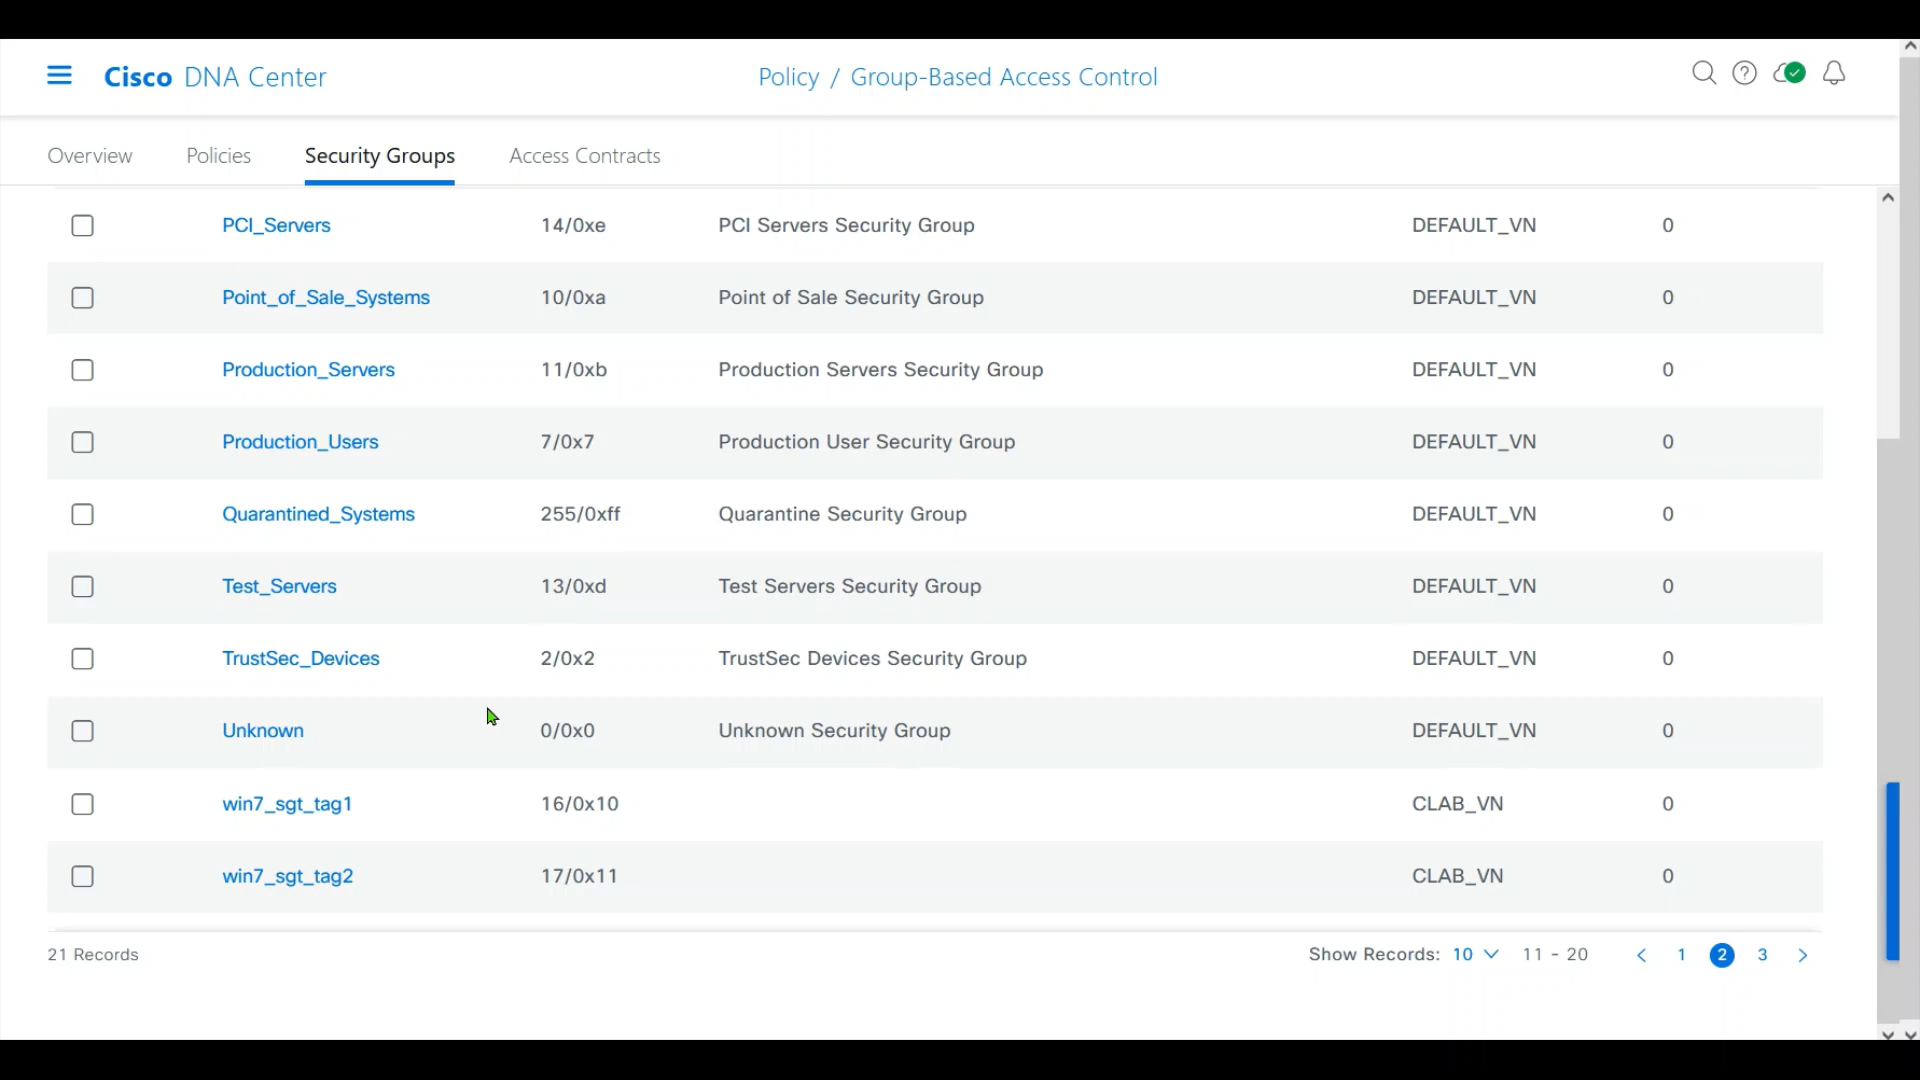 Cisco DNA Center
Policy / Group-Based Access Control
Overview Policies Security Groups Access Contracts
PCI_Servers 14/0xe PCI Servers Security Group DEFAULT_VN 0
Point_of_Sale_Systems 10/0xa Point of Sale Security Group DEFAULT_VN 0
Production_Servers 11/0xb Production Servers Security Group DEFAULT_VN 0
Production_Users 7/0x7 Production User Security Group DEFAULT_VN 0
Quarantined_Systems 255/0xff Quarantine Security Group DEFAULT_VN 0
Test_Servers 13/0xd Test Servers Security Group DEFAULT_VN 0
TrustSec_Devices 2/0x2 TrustSec Devices Security Group DEFAULT_VN 0
Unknown 0/0x0 Unknown Security Group DEFAULT_VN 0
win7_sgt_tag1 16/0x10 CLAB_VN 0
win7_sgt_tag2 17/0x11 CLAB_VN 0
21 Records Show Records: 10 11 - 20 < 1 2 3 >